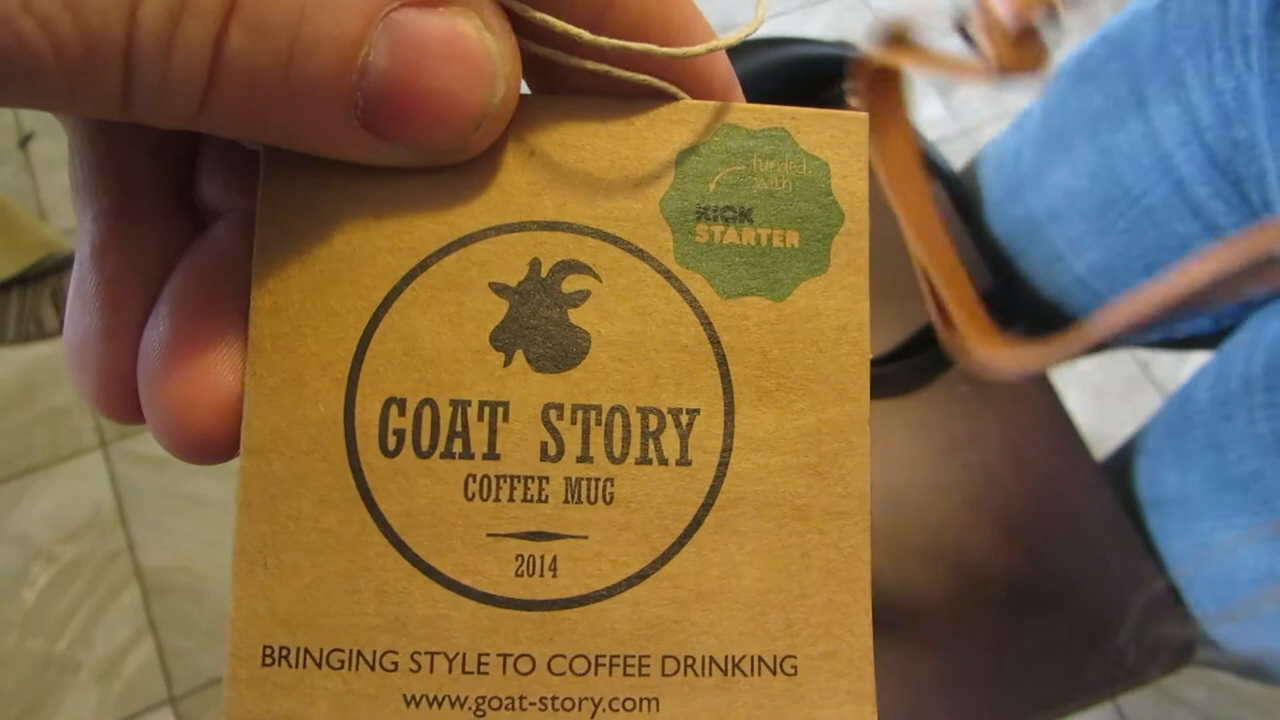 funded
with
KICK
STARTER
GOAT STORY
COFFEE MUG
2014
BRINGING STYLE TO COFFEE DRINKING
www.goat-story.com